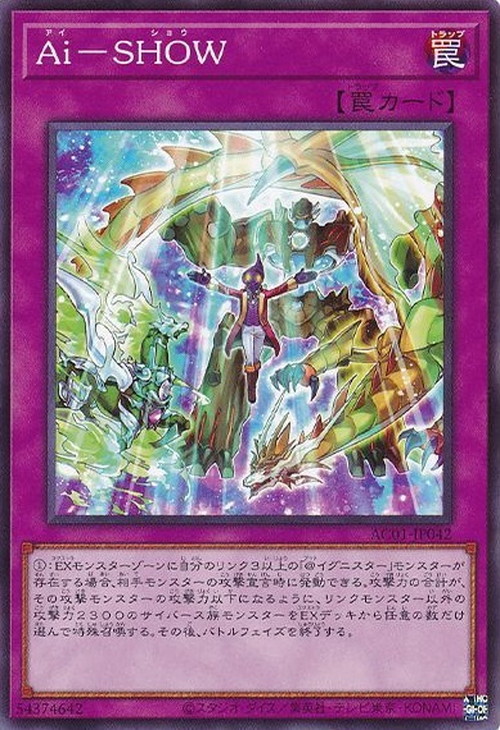 アイ ショウ
Ai－SHOW
トラップ
罠
トラップ
【罠カード】
AC01-JP042
①：EXモンスターゾーンに自分のリンク3以上の「@イグニスター」モンスターが
存在する場合、相手モンスターの攻撃宣言時に発動できる。攻撃力の合計が、
その攻撃モンスターの攻撃力以下になるように、リンクモンスター以外の
攻撃力2300のサイバース族モンスターをEXデッキから任意の数だけ
選んで特殊召喚する。その後、バトルフェイズを終了する。
54374642
©スタジオ・ダイス／集英社・テレビ東京・KONAMI